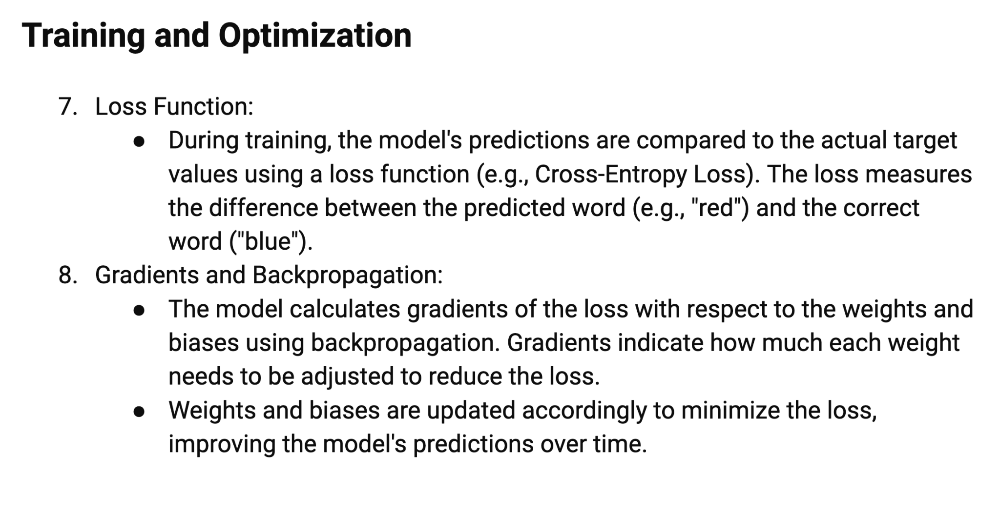 Training and Optimization
7. Loss Function:
● During training, the model's predictions are compared to the actual target
values using a loss function (e.g., Cross-Entropy Loss). The loss measures
the difference between the predicted word (e.g., "red") and the correct
word ("blue").
8. Gradients and Backpropagation:
● The model calculates gradients of the loss with respect to the weights and
biases using backpropagation. Gradients indicate how much each weight
needs to be adjusted to reduce the loss.
● Weights and biases are updated accordingly to minimize the loss,
improving the model's predictions over time.